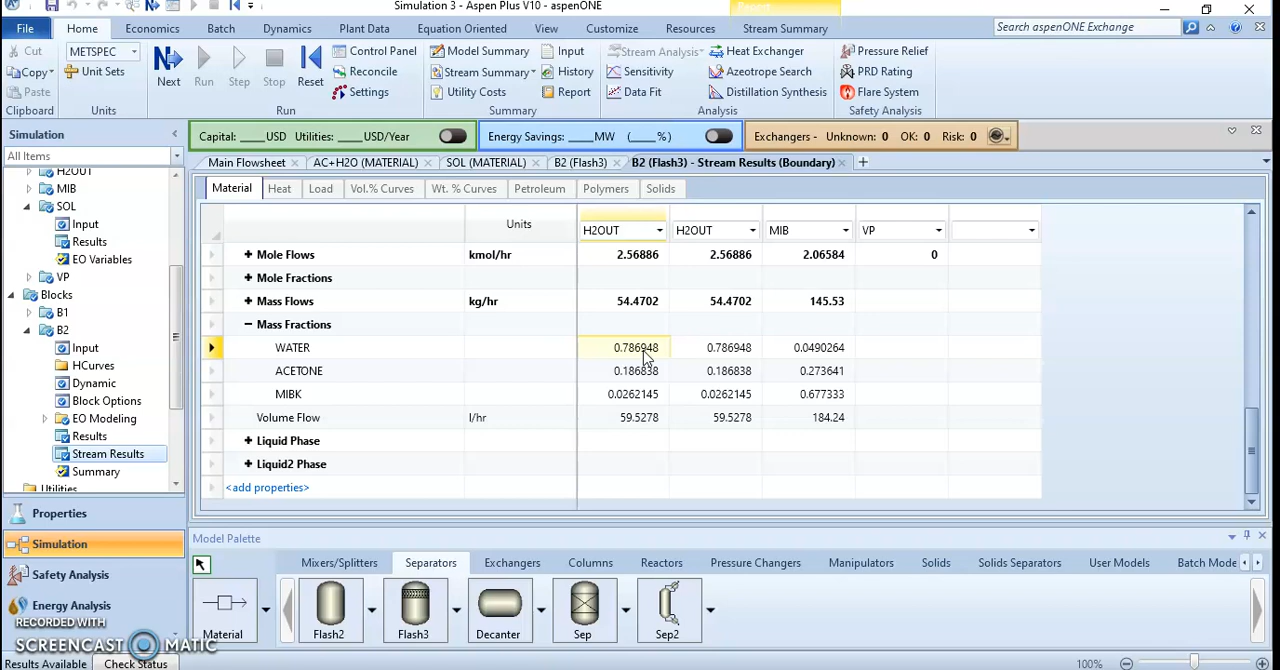 Simulation 3 - Aspen Plus V10 - aspenONE
File Home Economics Batch Dynamics Plant Data Equation Oriented View Customize Resources Stream Summary Search aspenONE Exchange
Cut METSPEC Control Panel Model Summary Input Stream Analysis Heat Exchanger Pressure Relief
Copy Unit Sets Next Run Step Stop Reset Reconcile Stream Summary History Sensitivity Azeotrope Search PRD Rating
Paste Settings Utility Costs Report Data Fit Distillation Synthesis Flare System
Clipboard Units Run Summary Analysis Safety Analysis
Simulation Capital: ____USD Utilities: ____USD/Year Energy Savings: ____MW (____%) Exchangers - Unknown: 0 OK: 0 Risk: 0
All Items Main Flowsheet AC+H2O (MATERIAL) SOL (MATERIAL) B2 (Flash3) B2 (Flash3) - Stream Results (Boundary)
Material Heat Load Vol.% Curves Wt. % Curves Petroleum Polymers Solids
H2OUT
MIB
SOL
Input
Results
EO Variables
VP
Blocks
B1
B2
Input
HCurves
Dynamic
Block Options
EO Modeling
Results
Stream Results
Summary
Utilities
Units H2OUT H2OUT MIB VP
+ Mole Flows kmol/hr 2.56886 2.56886 2.06584 0
+ Mole Fractions
+ Mass Flows kg/hr 54.4702 54.4702 145.53
− Mass Fractions
WATER 0.786948 0.786948 0.0490264
ACETONE 0.186838 0.186838 0.273641
MIBK 0.0262145 0.0262145 0.677333
Volume Flow l/hr 59.5278 59.5278 184.24
+ Liquid Phase
+ Liquid2 Phase
<add properties>
Properties
Simulation
Safety Analysis
Energy Analysis
Model Palette
Mixers/Splitters Separators Exchangers Columns Reactors Pressure Changers Manipulators Solids Solids Separators User Models Batch Mode
Material Flash2 Flash3 Decanter Sep Sep2
RECORDED WITH
SCREENCAST MATIC
Results Available Check Status 100%